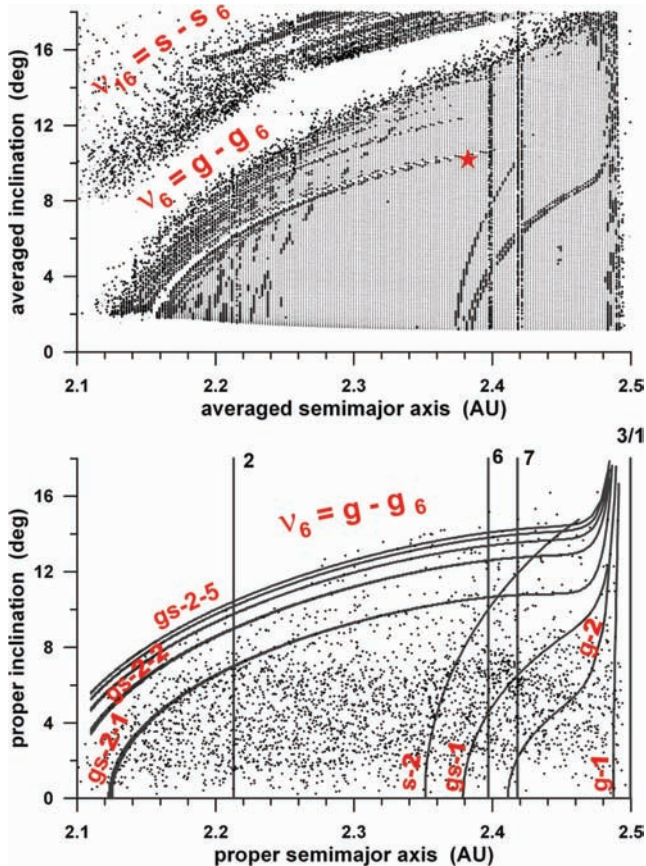 16
12
8
4
0
averaged inclination (deg)
ν16 = s - s6
ν6 = g - g6
2.1 2.2 2.3 2.4 2.5
averaged semimajor axis (AU)
3/1
2 6 7
16
12
8
4
0
proper inclination (deg)
ν6 = g - g6
gs-2-5
gs-2-2
gs-2-1
s-2
gs-1
g-2
g-1
2.1 2.2 2.3 2.4 2.5
proper semimajor axis (AU)